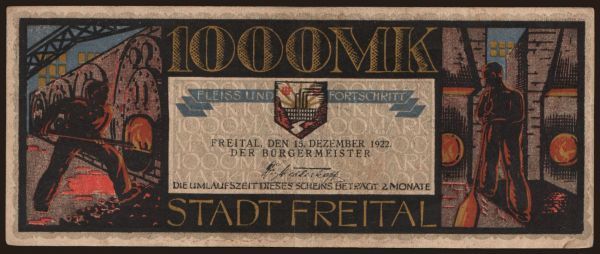 1000MK
FLEISS UND FORTSCHRITT
FREITAL, DEN 15. DEZEMBER 1922.
DER BÜRGERMEISTER
DIE UMLAUFSZEIT DIESES SCHEINS BETRÄGT 2 MONATE
STADT FREITAL